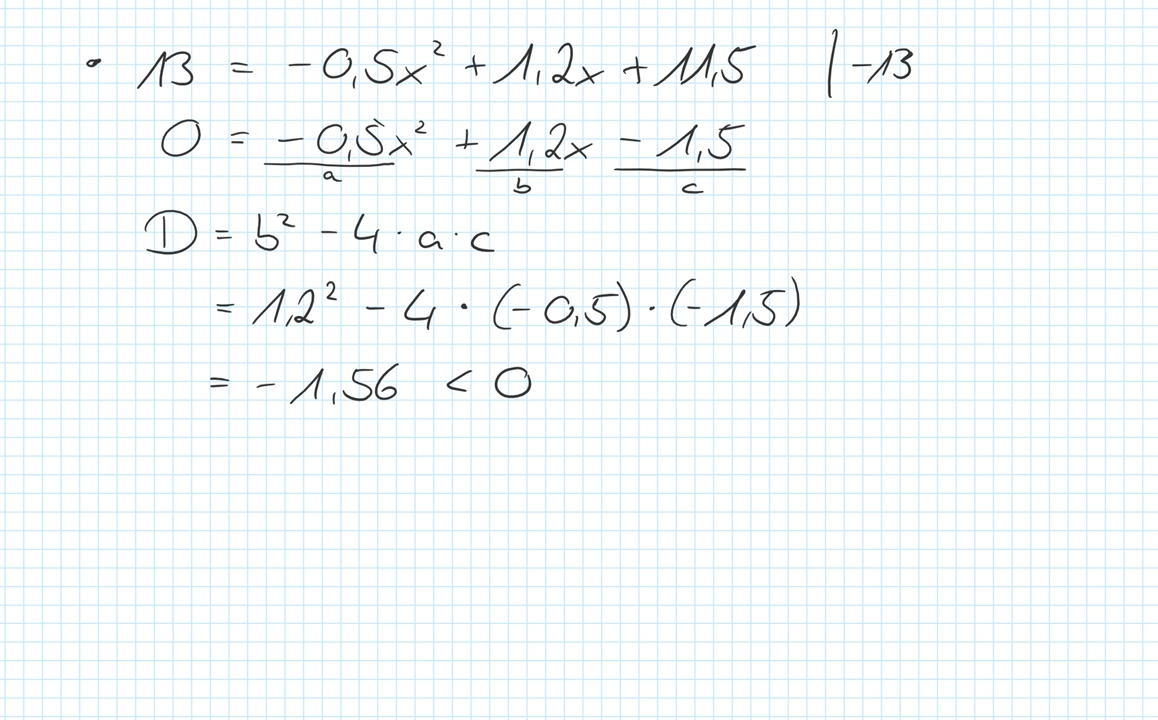 • 13 = -0,5x² + 1,2x + 11,5 | -13
0 = -0,5x² + 1,2x - 1,5
a b c
D = b² - 4 · a · c
= 1,2² - 4 · (-0,5) · (-1,5)
= -1,56 < 0